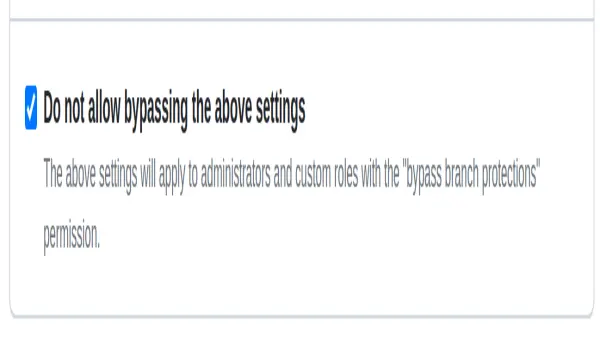 Do not allow bypassing the above settings
The above settings will apply to administrators and custom roles with the "bypass branch protections"
permission.